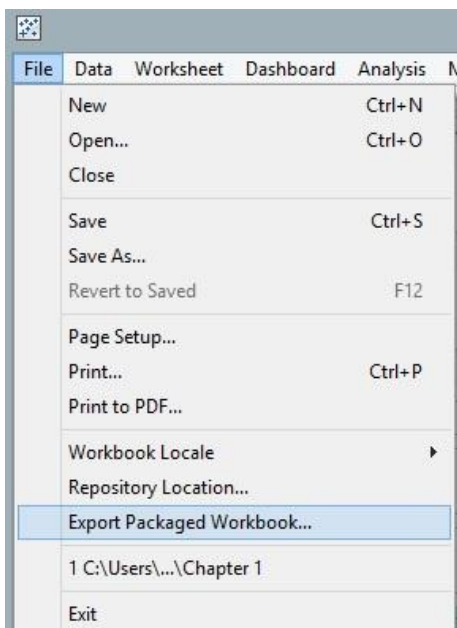 File Data Worksheet Dashboard Analysis
New Ctrl+N
Open... Ctrl+O
Close
Save Ctrl+S
Save As...
Revert to Saved F12
Page Setup...
Print... Ctrl+P
Print to PDF...
Workbook Locale
Repository Location...
Export Packaged Workbook...
1 C:\Users\...\Chapter 1
Exit